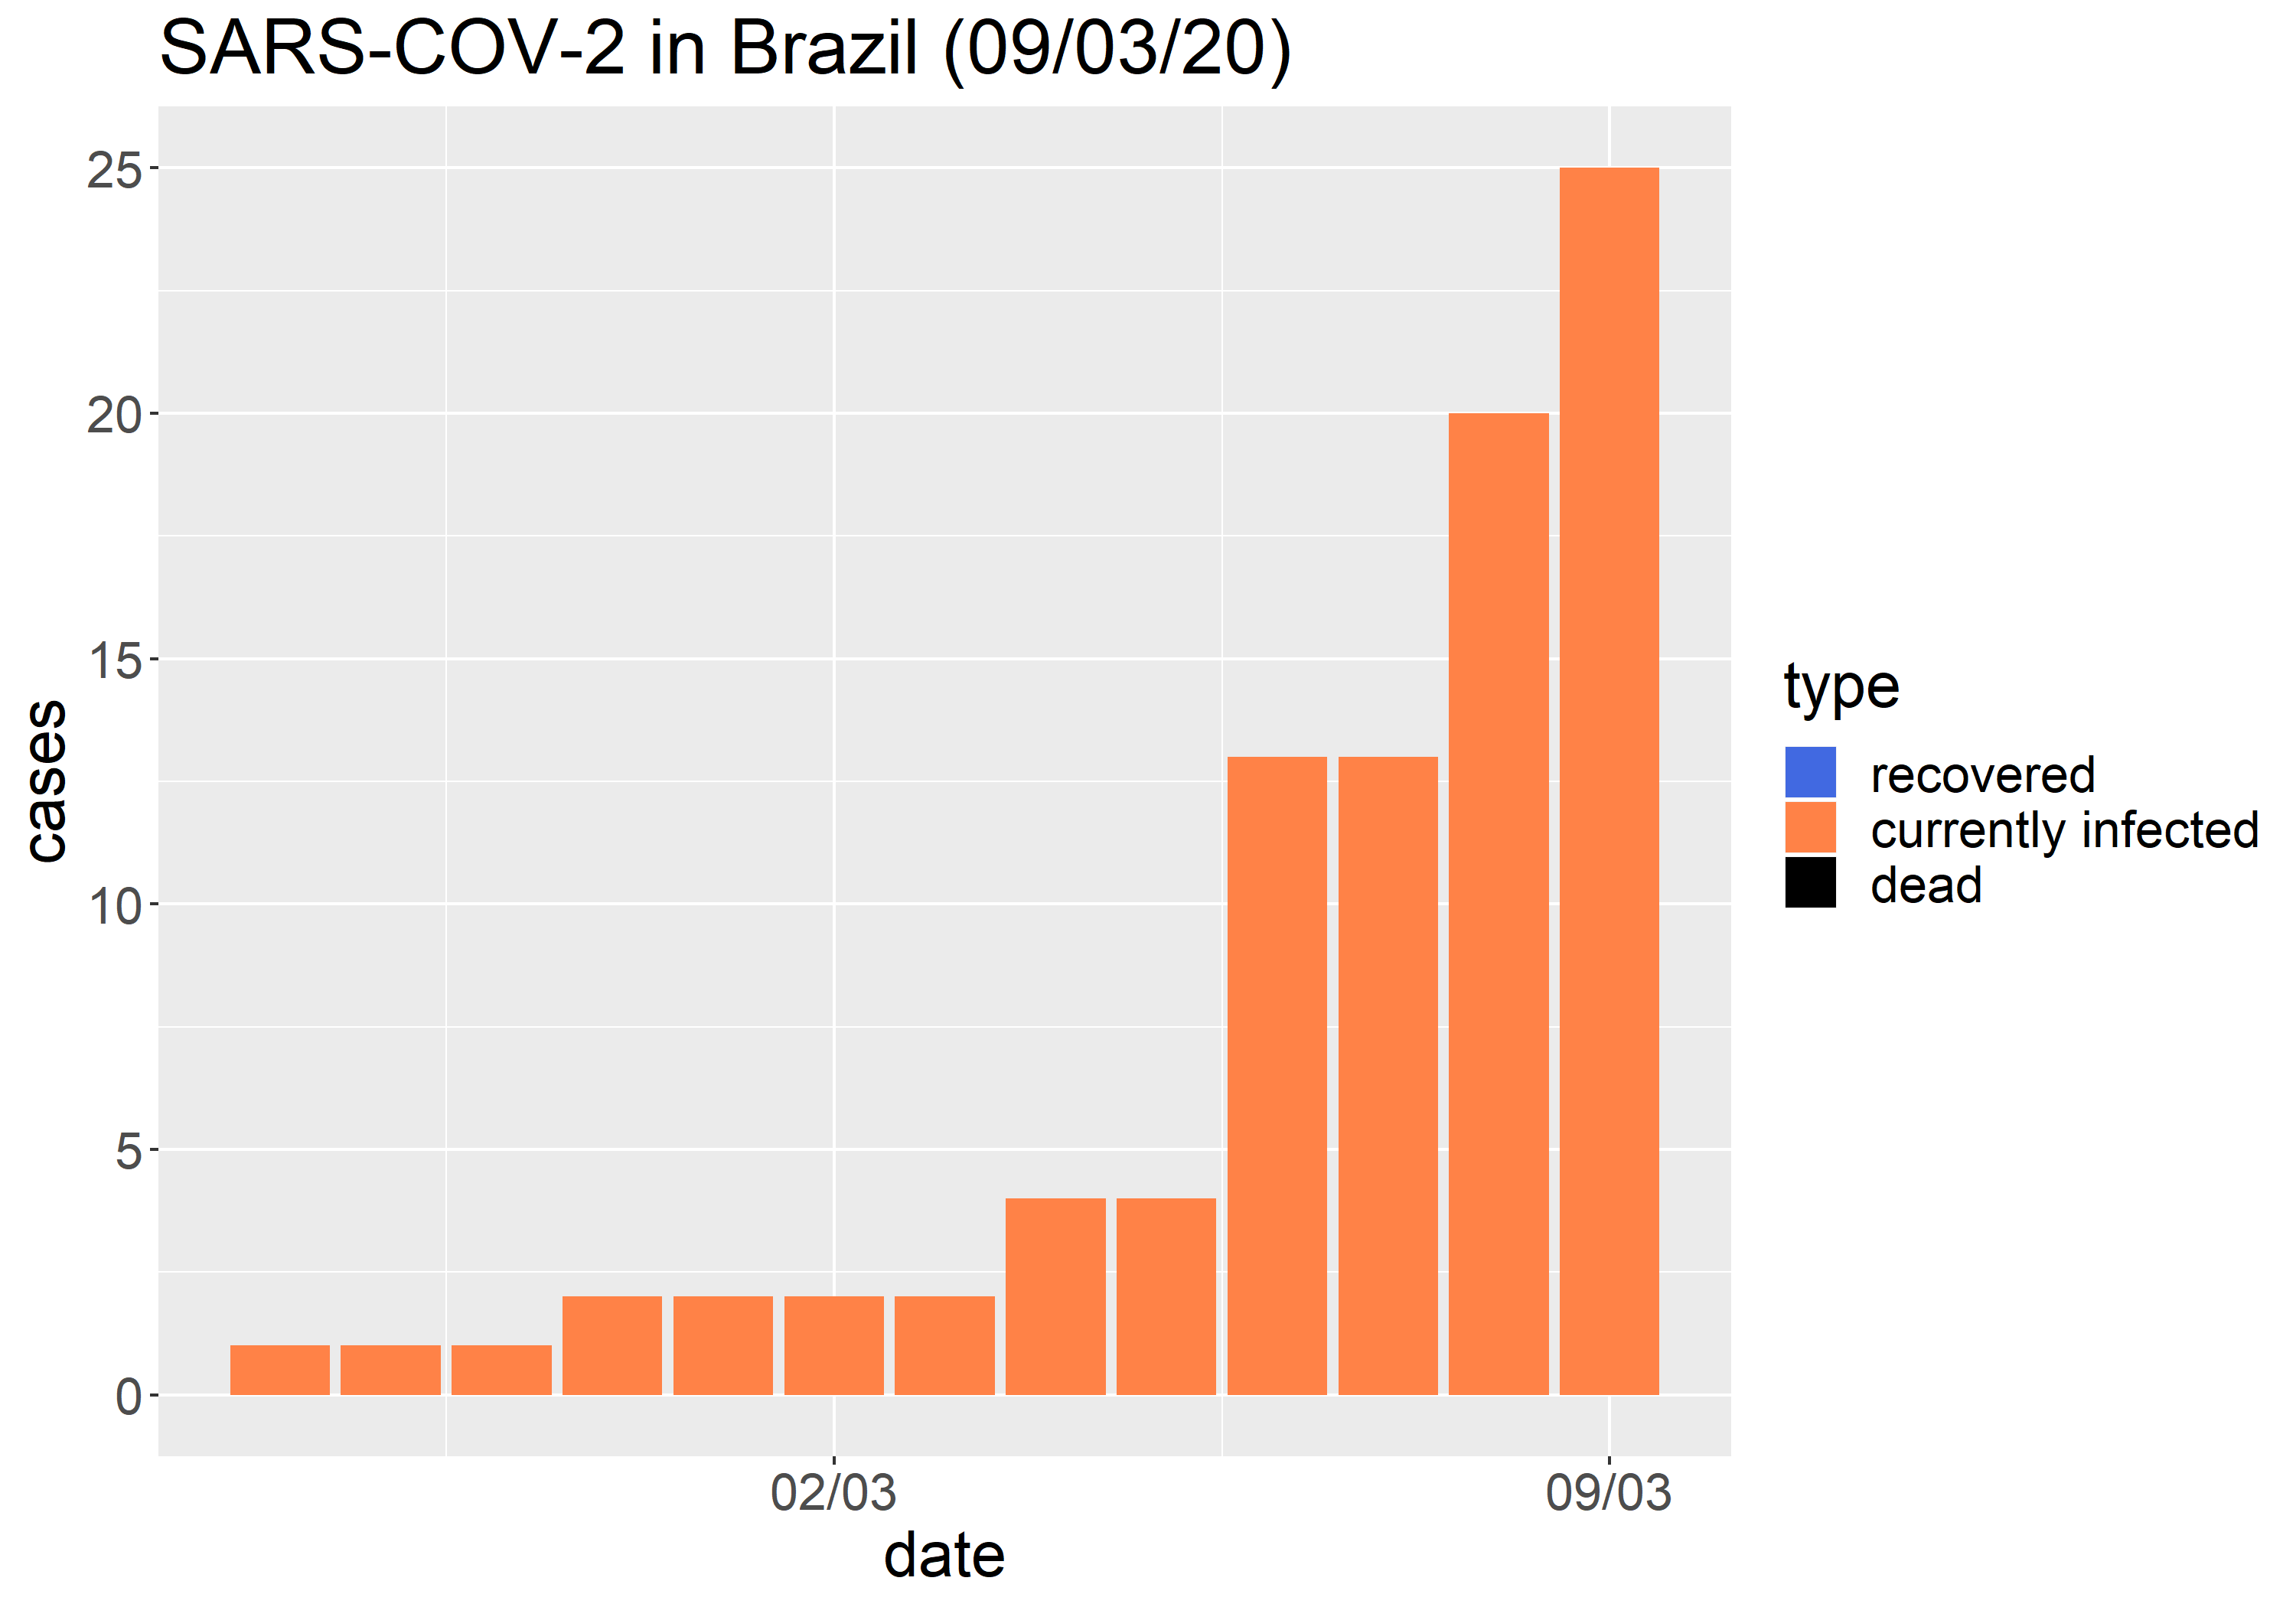 SARS-COV-2 in Brazil (09/03/20)
cases
25
20
15
10
5
0
02/03
09/03
date
type
recovered
currently infected
dead